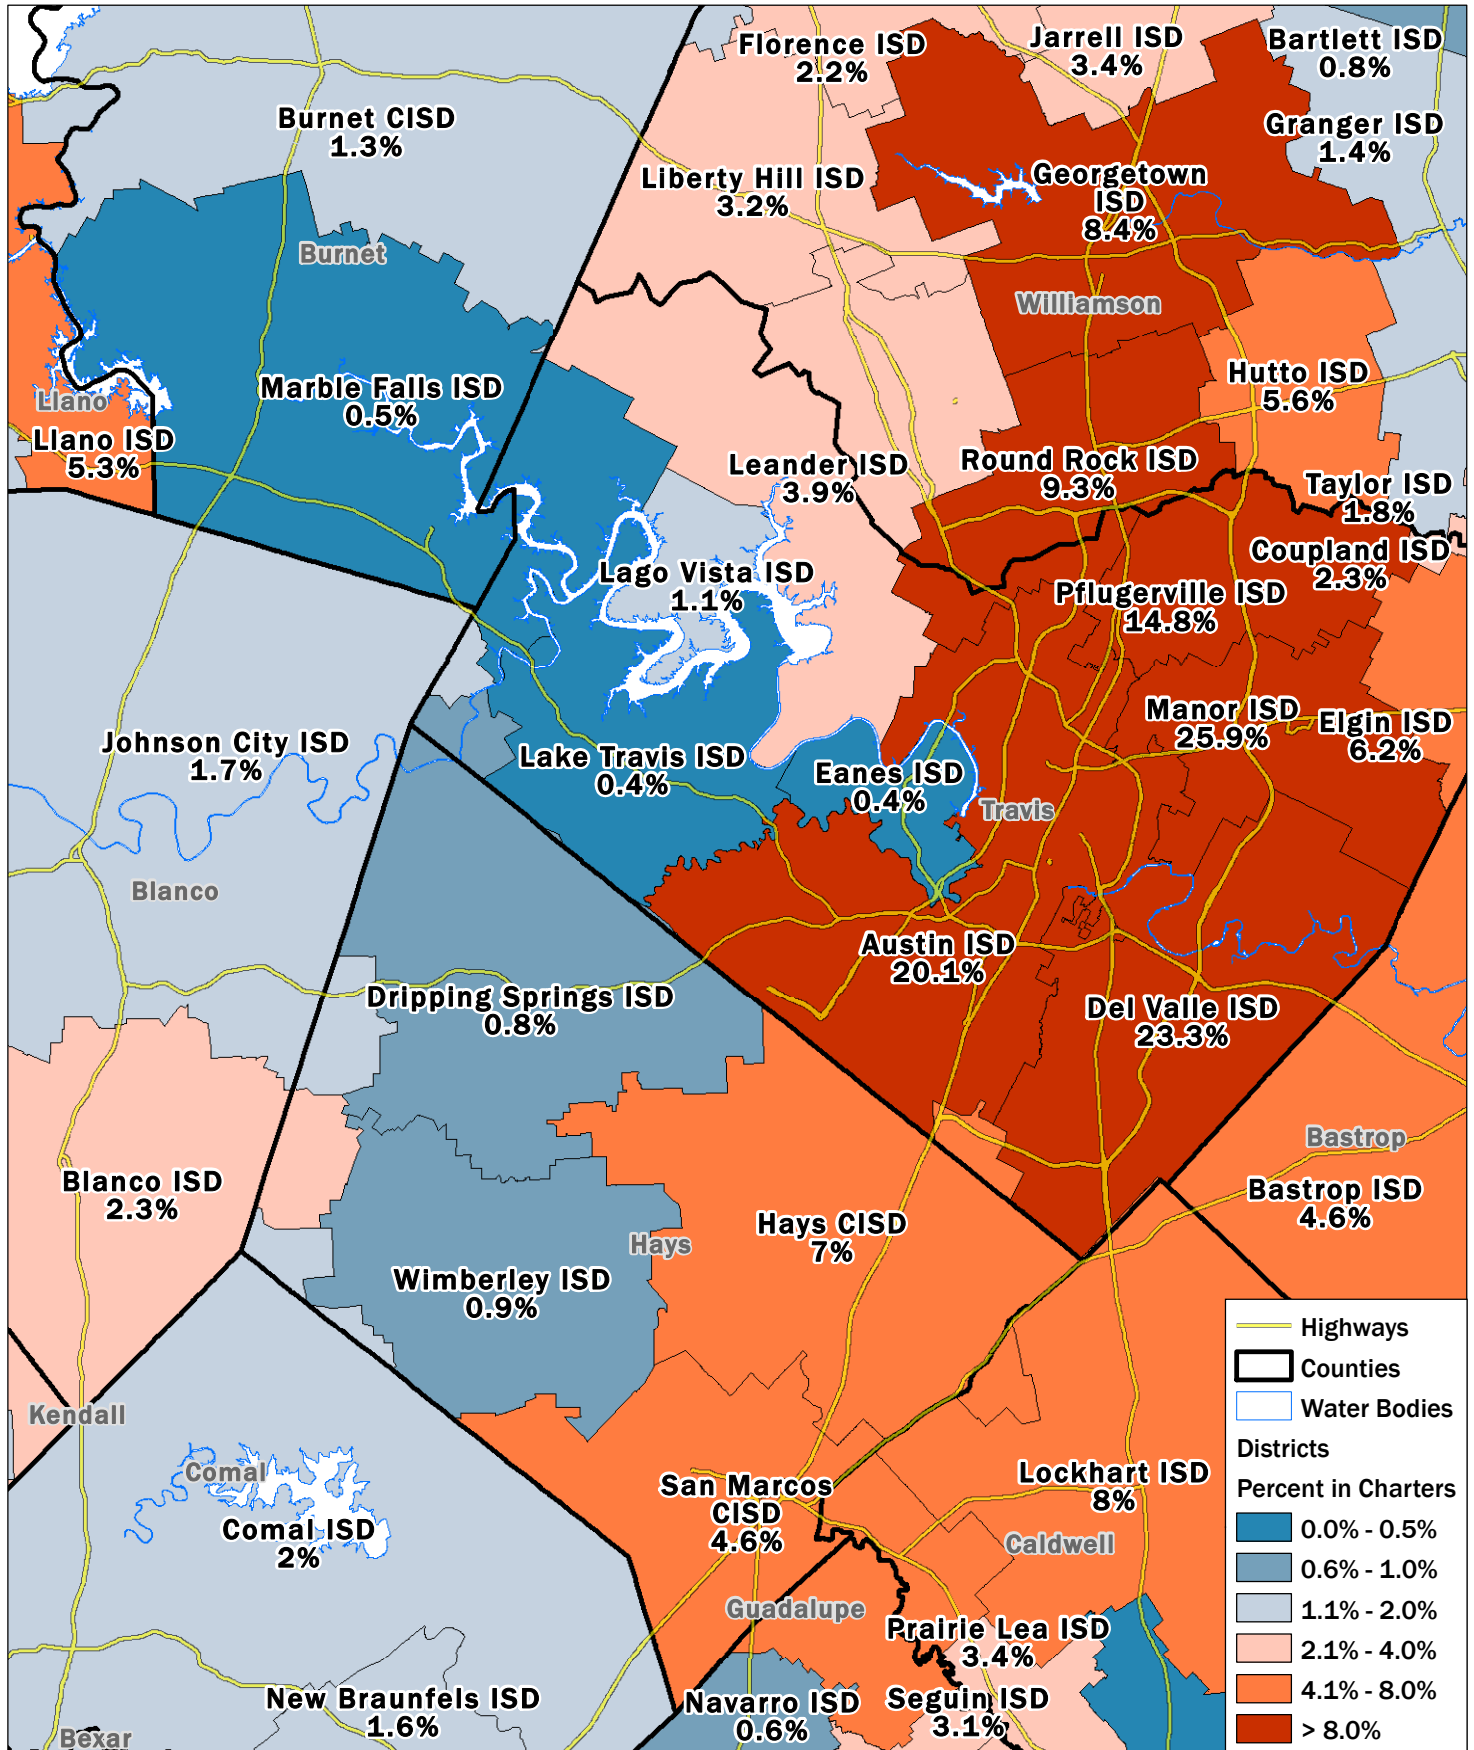 Florence ISD
2.2%
Jarrell ISD
3.4%
Bartlett ISD
0.8%
Burnet CISD
1.3%
Granger ISD
1.4%
Liberty Hill ISD
3.2%
Georgetown
ISD
8.4%
Burnet
Williamson
Marble Falls ISD
0.5%
Hutto ISD
5.6%
Llano
Llano ISD
5.3%
Leander ISD
3.9%
Round Rock ISD
9.3%
Taylor ISD
1.8%
Coupland ISD
2.3%
Lago Vista ISD
1.1%
Pflugerville ISD
14.8%
Manor ISD
25.9%
Elgin ISD
6.2%
Johnson City ISD
1.7%
Lake Travis ISD
0.4%
Eanes ISD
0.4%
Travis
Blanco
Austin ISD
20.1%
Dripping Springs ISD
0.8%
Del Valle ISD
23.3%
Bastrop
Blanco ISD
2.3%
Bastrop ISD
4.6%
Hays CISD
7%
Hays
Wimberley ISD
0.9%
Kendall
Comal
Comal ISD
2%
San Marcos
CISD
4.6%
Lockhart ISD
8%
Caldwell
Guadalupe
Prairie Lea ISD
3.4%
New Braunfels ISD
1.6%
Navarro ISD
0.6%
Seguin ISD
3.1%
Bexar
Highways
Counties
Water Bodies
Districts
Percent in Charters
0.0% - 0.5%
0.6% - 1.0%
1.1% - 2.0%
2.1% - 4.0%
4.1% - 8.0%
> 8.0%